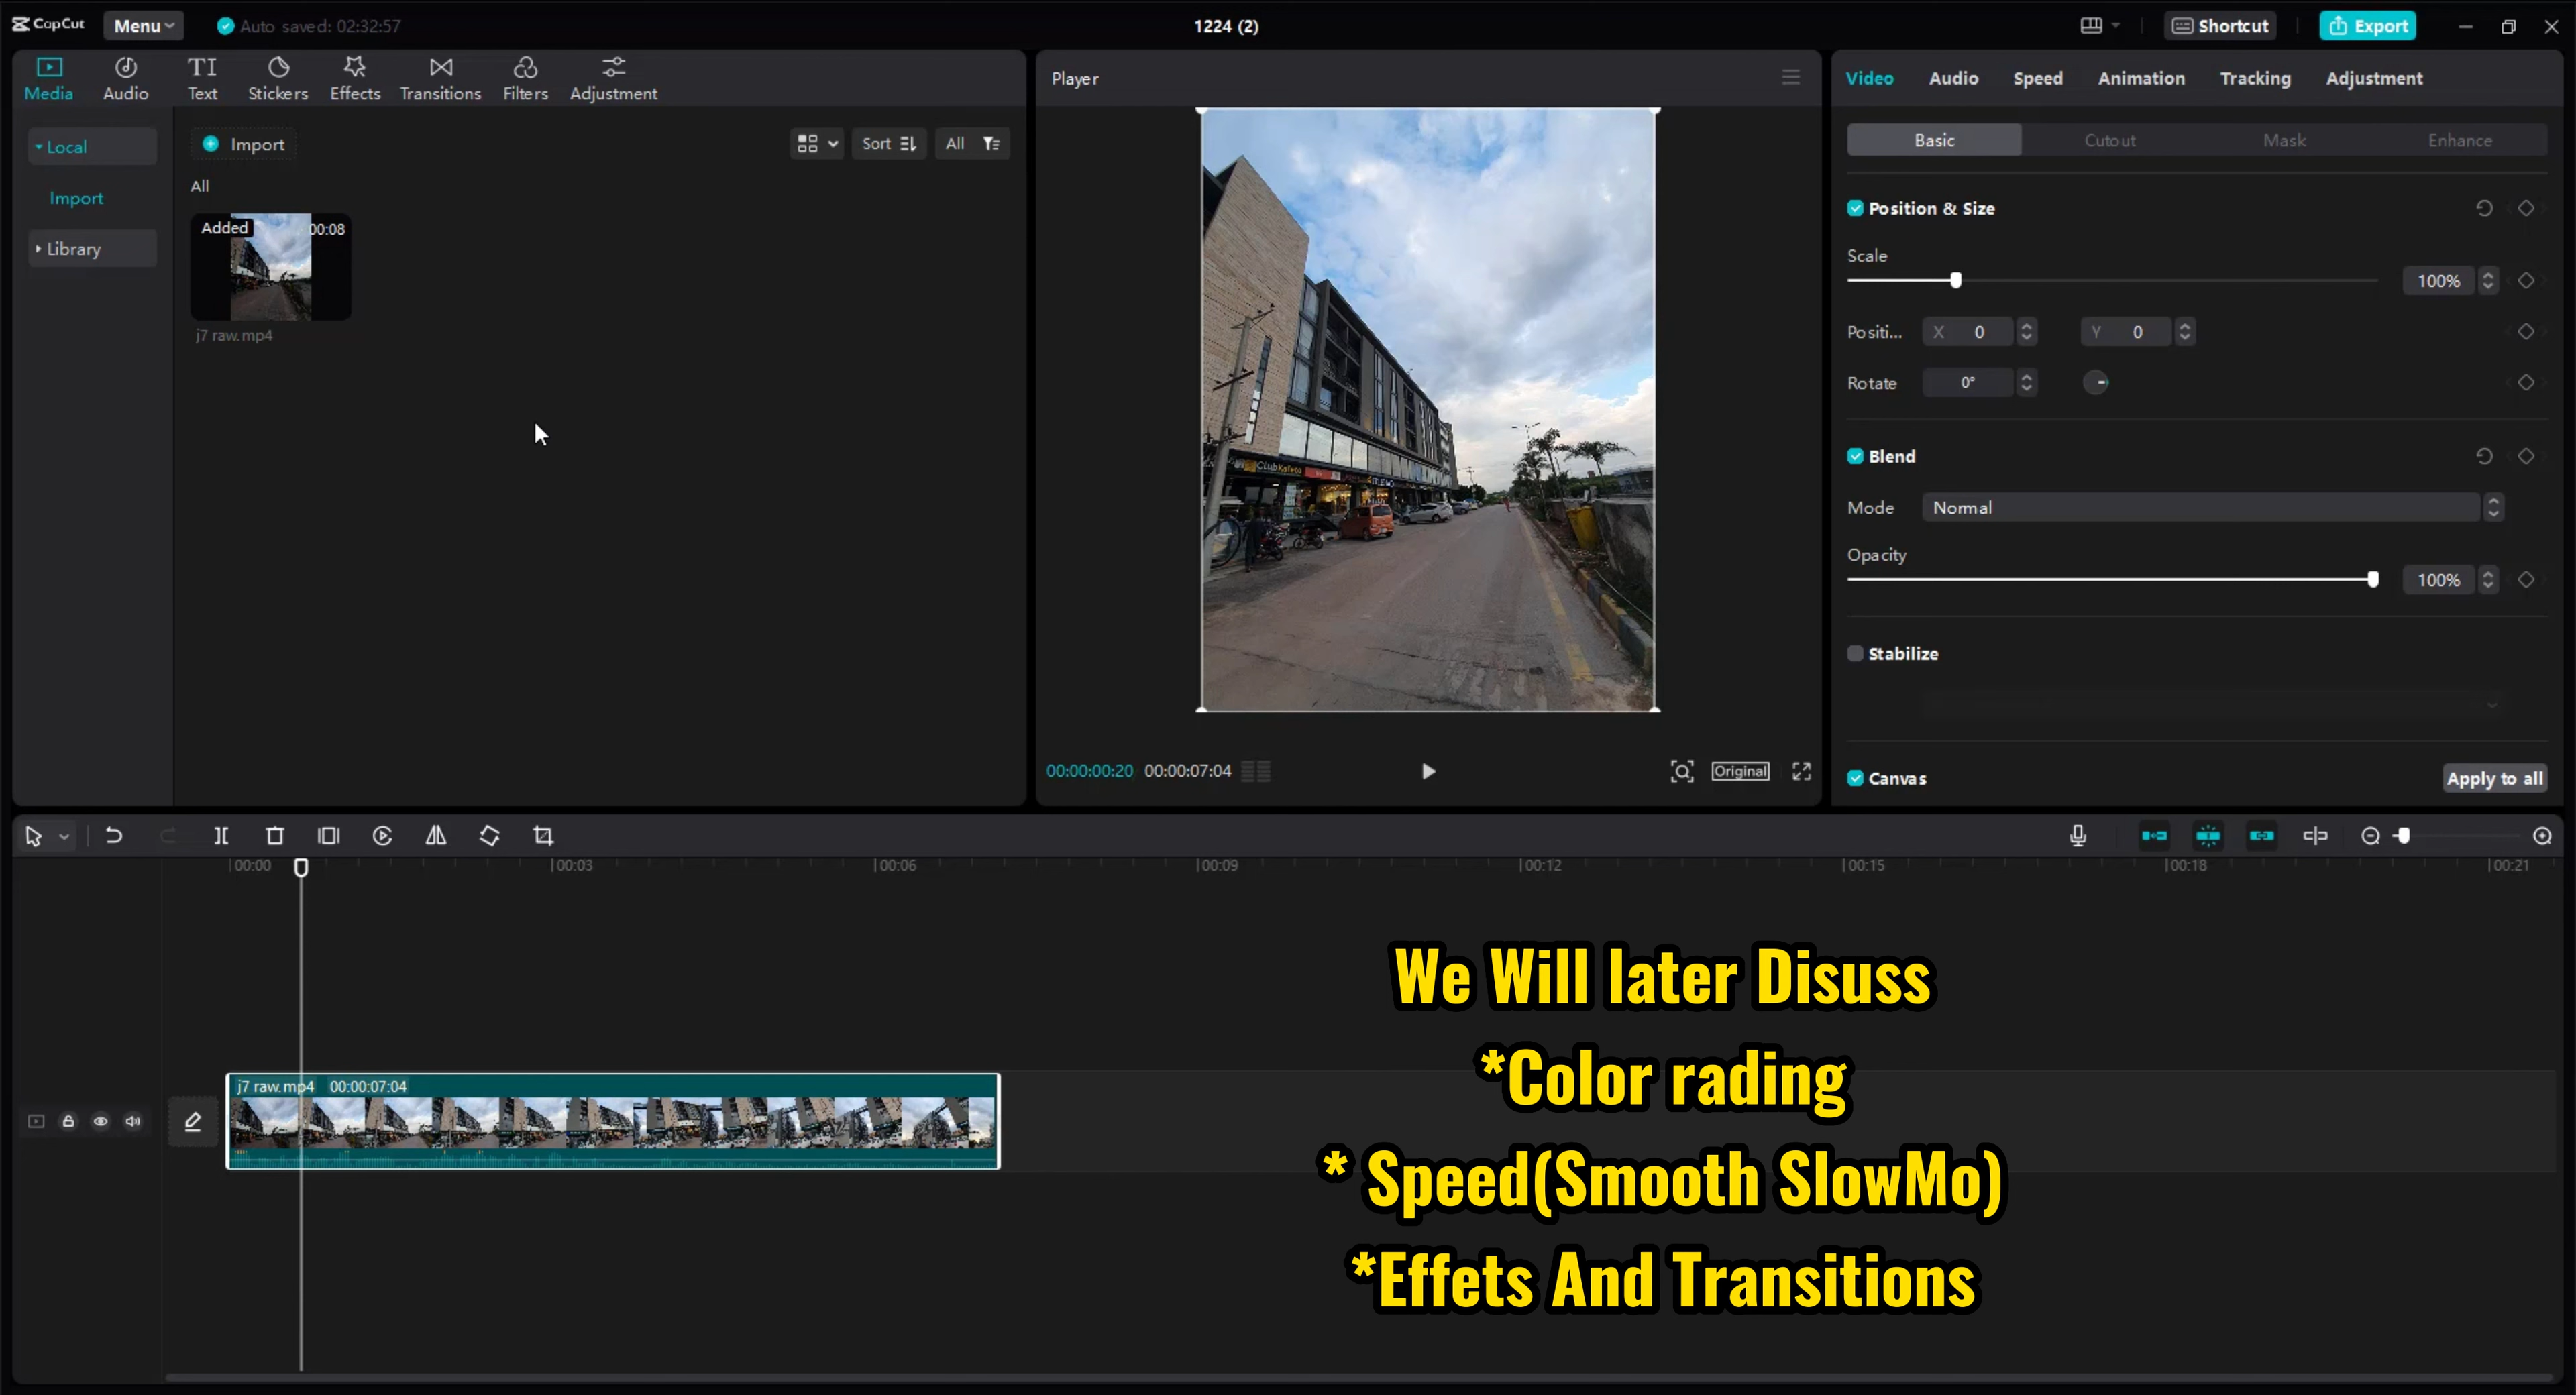 CapCut
Menu
Auto saved: 02:32:57
1224 (2)
Shortcut
Export
Media
Audio
Text
Stickers
Effects
Transitions
Filters
Adjustment
Local
Import
Library
Import
Sort
All
All
Added
00:08
j7 raw.mp4
Player
00:00:00:20 00:00:07:04
Original
Video Audio Speed Animation Tracking Adjustment
Basic Cutout Mask Enhance
Position & Size
Scale
100%
Positi... X 0 Y 0
Rotate 0°
Blend
Mode Normal
Opacity
100%
Stabilize
Canvas
Apply to all
00:00 00:03 00:06 00:09 00:12 00:15 00:18 00:21
j7 raw.mp4 00:00:07:04
We Will later Disuss
*Color rading
* Speed(Smooth SlowMo)
*Effets And Transitions